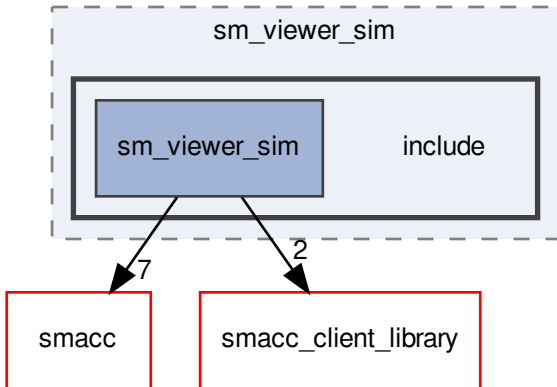 sm_viewer_sim
sm_viewer_sim
include
7
2
smacc
smacc_client_library